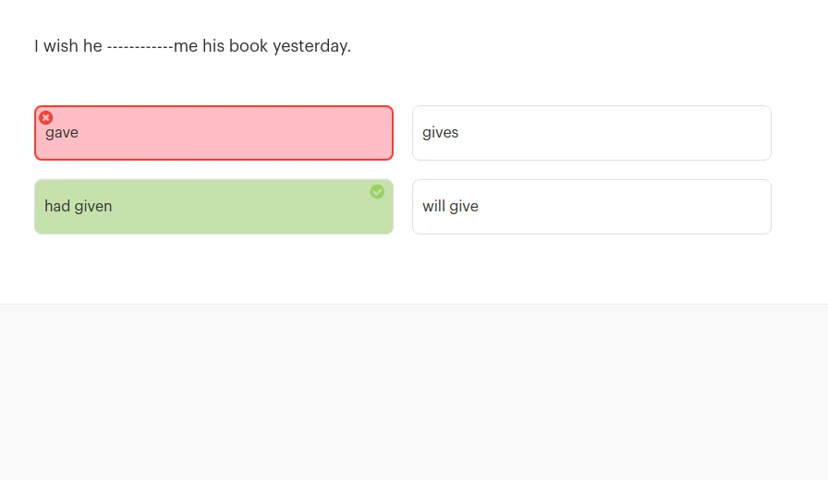 I wish he ------------me his book yesterday.
gave
gives
had given
will give